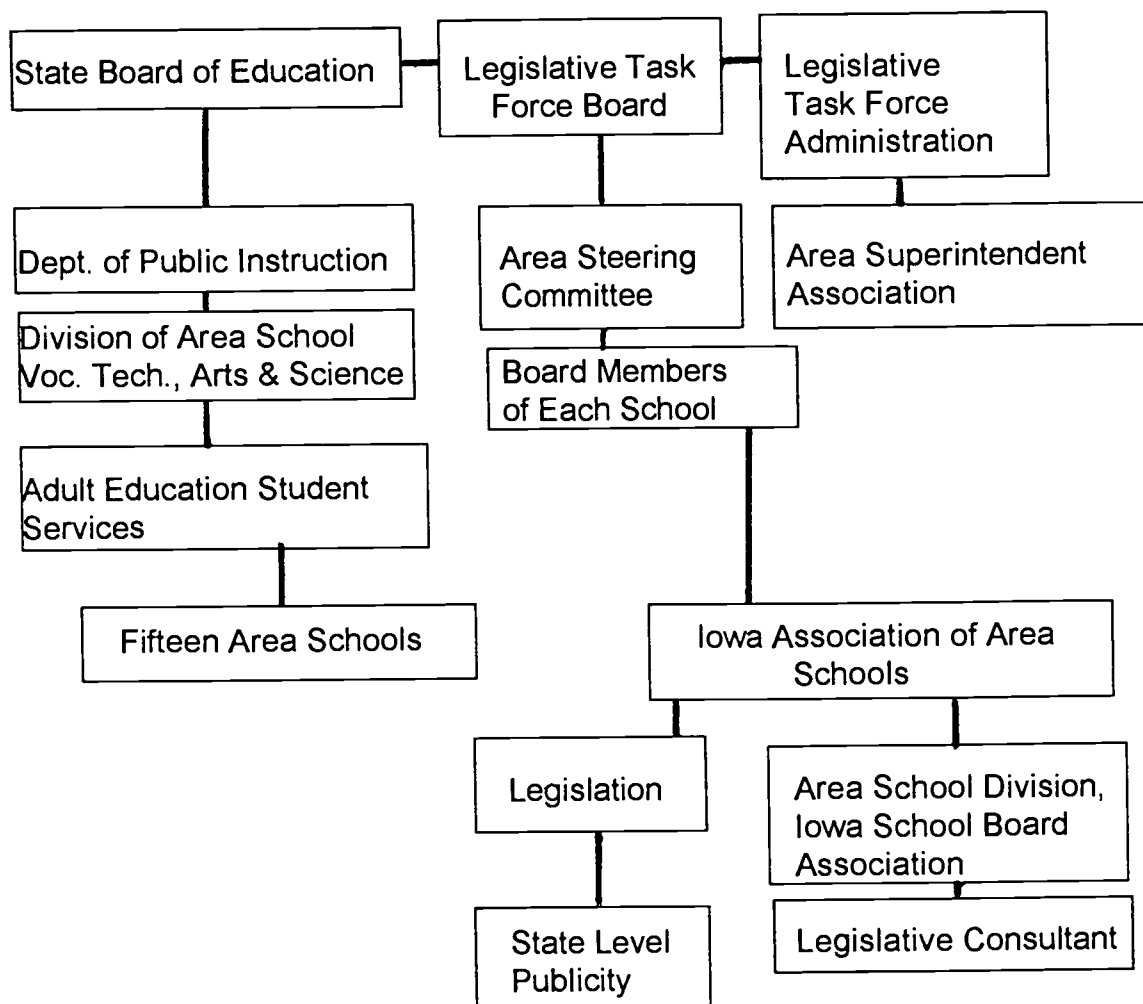 State Board of Education
Legislative Task
Force Board
Legislative
Task Force
Administration
Dept. of Public Instruction
Area Steering
Committee
Area Superintendent
Association
Division of Area School
Voc. Tech., Arts & Science
Board Members
of Each School
Adult Education Student
Services
Fifteen Area Schools
Iowa Association of Area
Schools
Legislation
Area School Division,
Iowa School Board
Association
State Level
Publicity
Legislative Consultant